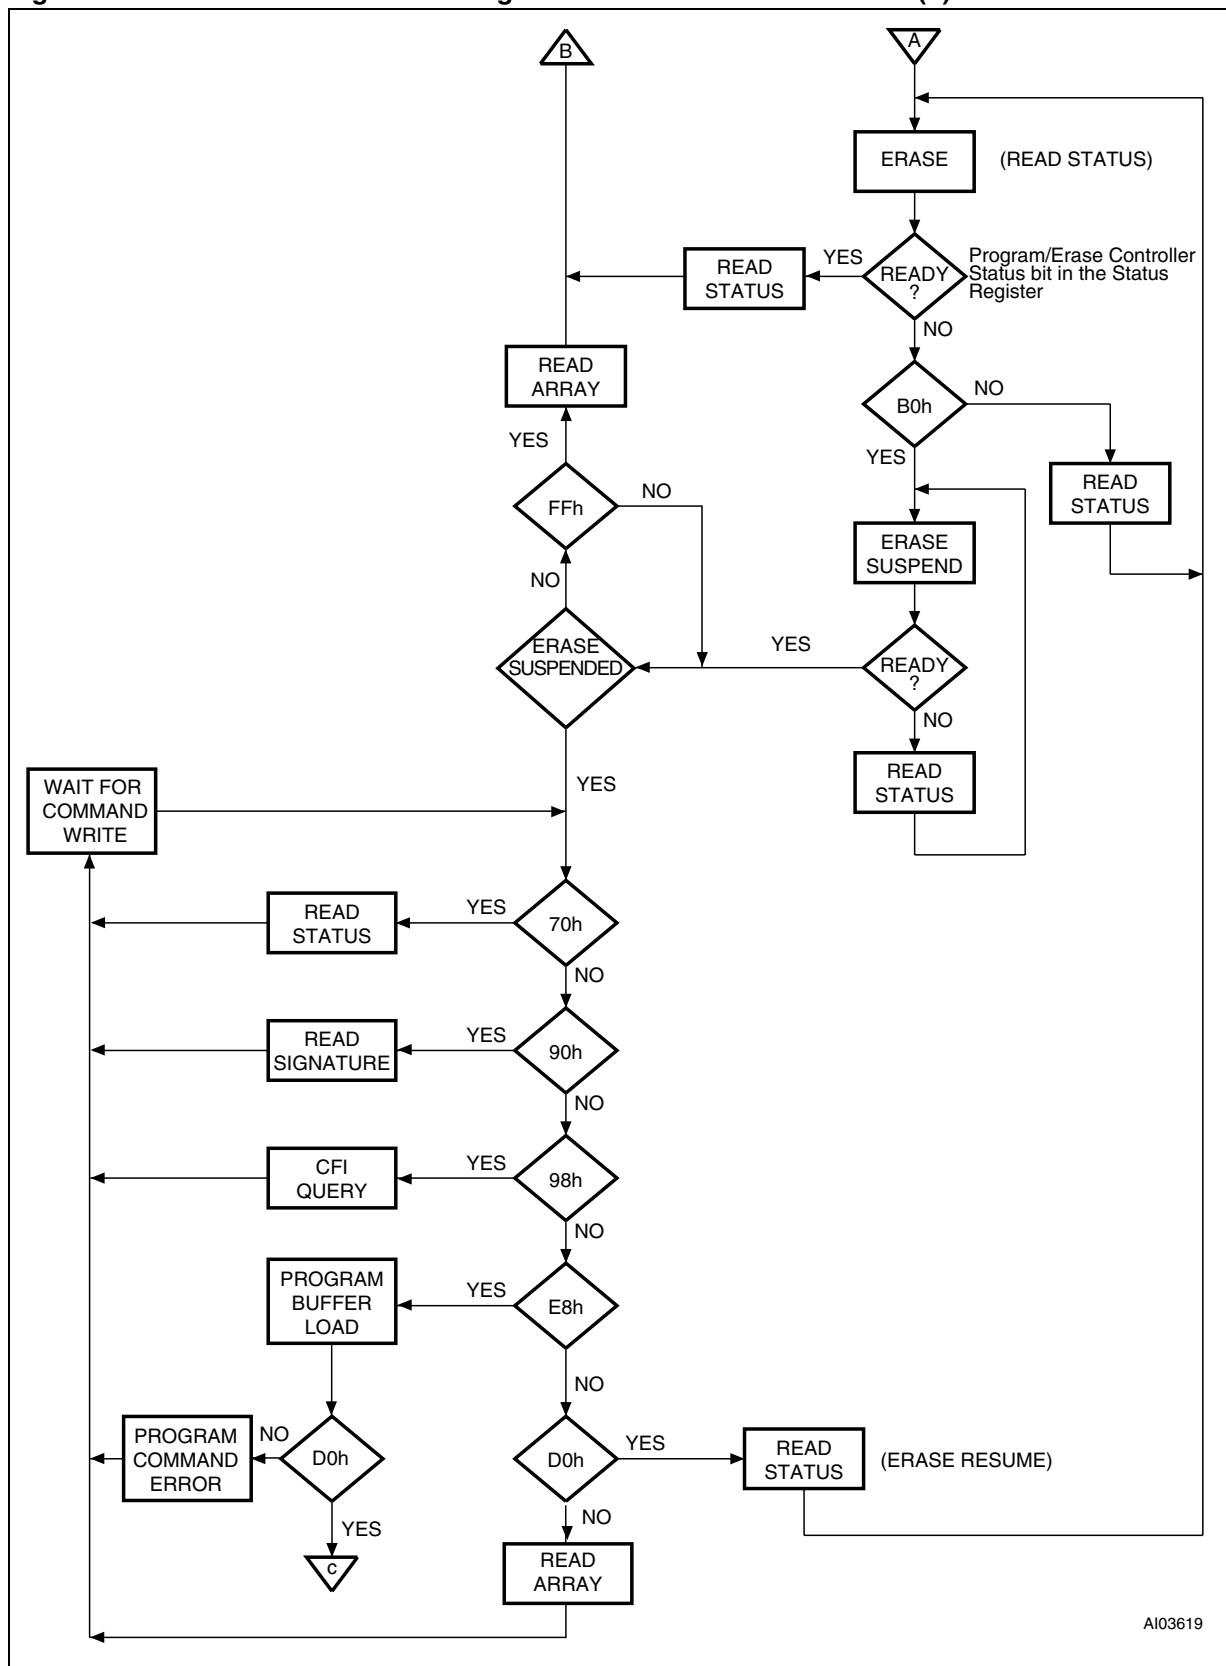 B
A
ERASE
(READ STATUS)
READ
STATUS
YES
READY
?
Program/Erase Controller
Status bit in the Status
Register
NO
READ
ARRAY
B0h
NO
YES
YES
READ
STATUS
FFh
NO
ERASE
SUSPEND
NO
ERASE
SUSPENDED
YES
READY
?
NO
READ
STATUS
YES
WAIT FOR
COMMAND
WRITE
READ
STATUS
YES
70h
NO
READ
SIGNATURE
YES
90h
NO
CFI
QUERY
YES
98h
NO
PROGRAM
BUFFER
LOAD
YES
E8h
NO
PROGRAM
COMMAND
ERROR
NO
D0h
D0h
YES
READ
STATUS
(ERASE RESUME)
YES
NO
c
READ
ARRAY
AI03619